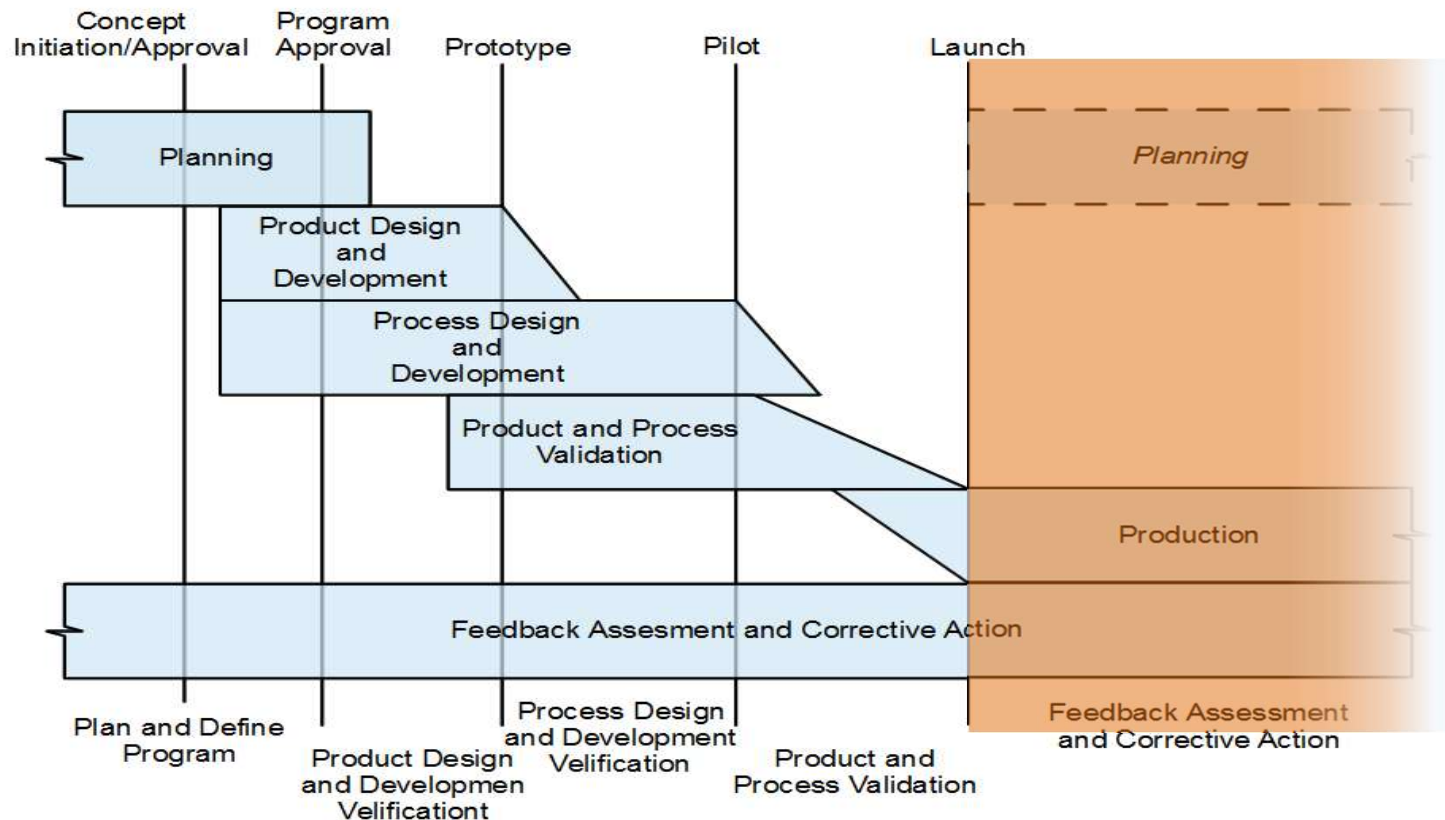 Concept
Initiation/Approval
Program
Approval
Prototype
Pilot
Launch
Planning
Planning
Product Design
and
Development
Process Design
and
Development
Product and Process
Validation
Production
Feedback Assesment and Corrective Action
Plan and Define
Program
Product Design
and Developmen
Velificationt
Process Design
and Development
Velification
Product and
Process Validation
Feedback Assessment
and Corrective Action